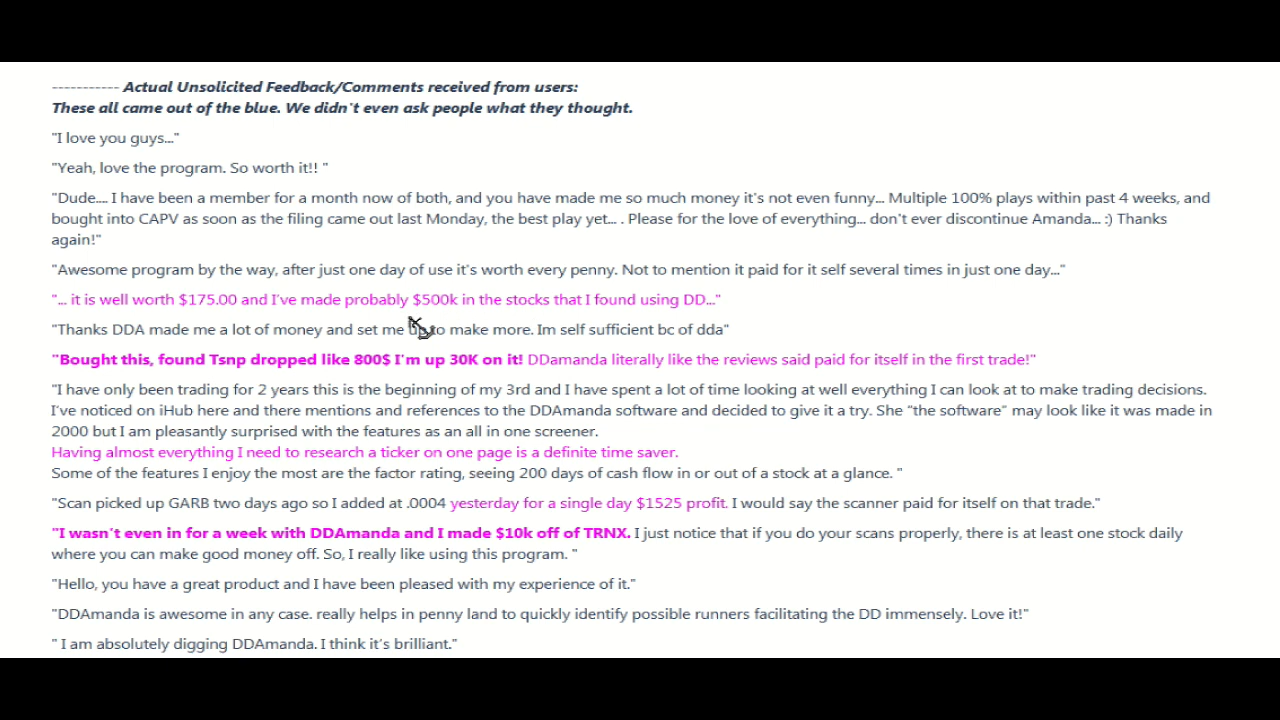 ----------- Actual Unsolicited Feedback/Comments received from users:
These all came out of the blue. We didn't even ask people what they thought.
"I love you guys..."
"Yeah, love the program. So worth it!! "
"Dude.... I have been a member for a month now of both, and you have made me so much money it's not even funny... Multiple 100% plays within past 4 weeks, and
bought into CAPV as soon as the filing came out last Monday, the best play yet... . Please for the love of everything... don't ever discontinue Amanda... :) Thanks
again!"
"Awesome program by the way, after just one day of use it's worth every penny. Not to mention it paid for it self several times in just one day..."
"... it is well worth $175.00 and I've made probably $500k in the stocks that I found using DD..."
"Thanks DDA made me a lot of money and set me up to make more. Im self sufficient bc of dda"
"Bought this, found Tsnp dropped like 800$ I'm up 30K on it! DDamanda literally like the reviews said paid for itself in the first trade!"
"I have only been trading for 2 years this is the beginning of my 3rd and I have spent a lot of time looking at well everything I can look at to make trading decisions.
I've noticed on iHub here and there mentions and references to the DDAmanda software and decided to give it a try. She "the software" may look like it was made in
2000 but I am pleasantly surprised with the features as an all in one screener.
Having almost everything I need to research a ticker on one page is a definite time saver.
Some of the features I enjoy the most are the factor rating, seeing 200 days of cash flow in or out of a stock at a glance. "
"Scan picked up GARB two days ago so I added at .0004 yesterday for a single day $1525 profit. I would say the scanner paid for itself on that trade."
"I wasn't even in for a week with DDAmanda and I made $10k off of TRNX. I just notice that if you do your scans properly, there is at least one stock daily
where you can make good money off. So, I really like using this program. "
"Hello, you have a great product and I have been pleased with my experience of it."
"DDAmanda is awesome in any case. really helps in penny land to quickly identify possible runners facilitating the DD immensely. Love it!"
" I am absolutely digging DDAmanda. I think it's brilliant."